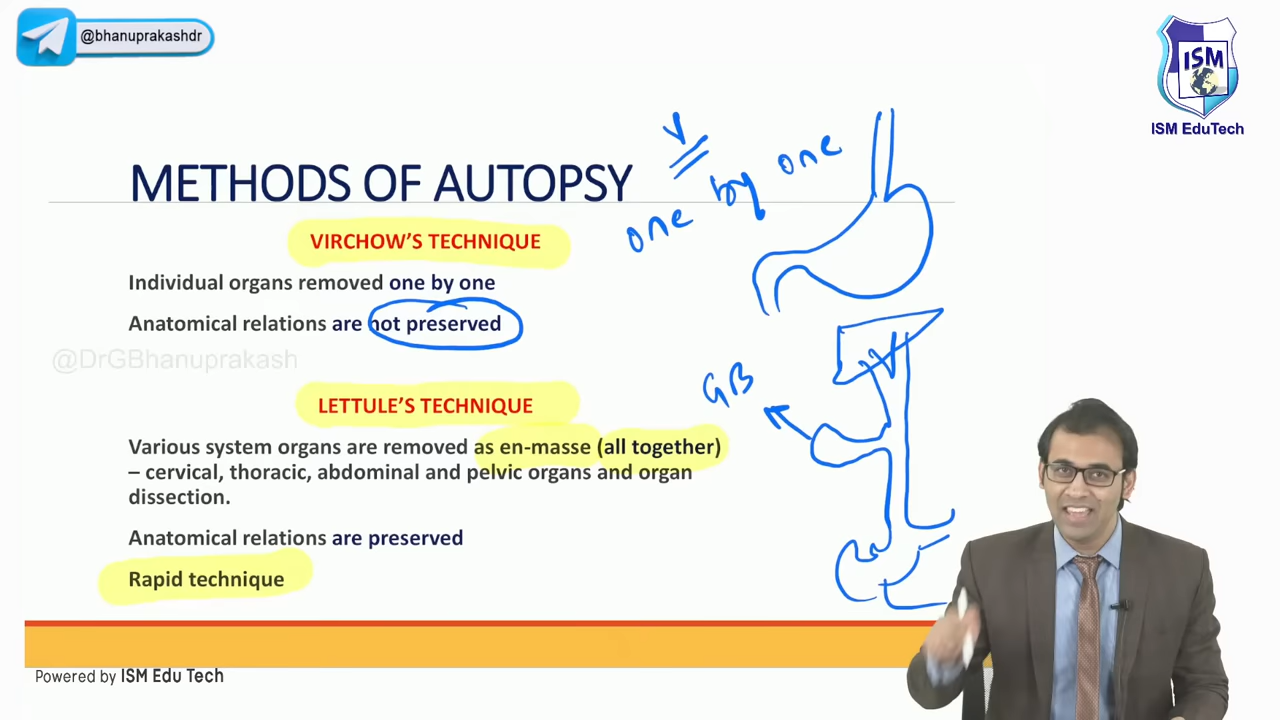 @bhanuprakashdr
ISM
ISM EduTech
METHODS OF AUTOPSY
V
one by one
VIRCHOW'S TECHNIQUE
Individual organs removed one by one
Anatomical relations are not preserved
@DrGBhanuprakash
GB
LETTULE'S TECHNIQUE
Various system organs are removed as en-masse (all together)
– cervical, thoracic, abdominal and pelvic organs and organ
dissection.
Anatomical relations are preserved
Rapid technique
Powered by ISM Edu Tech